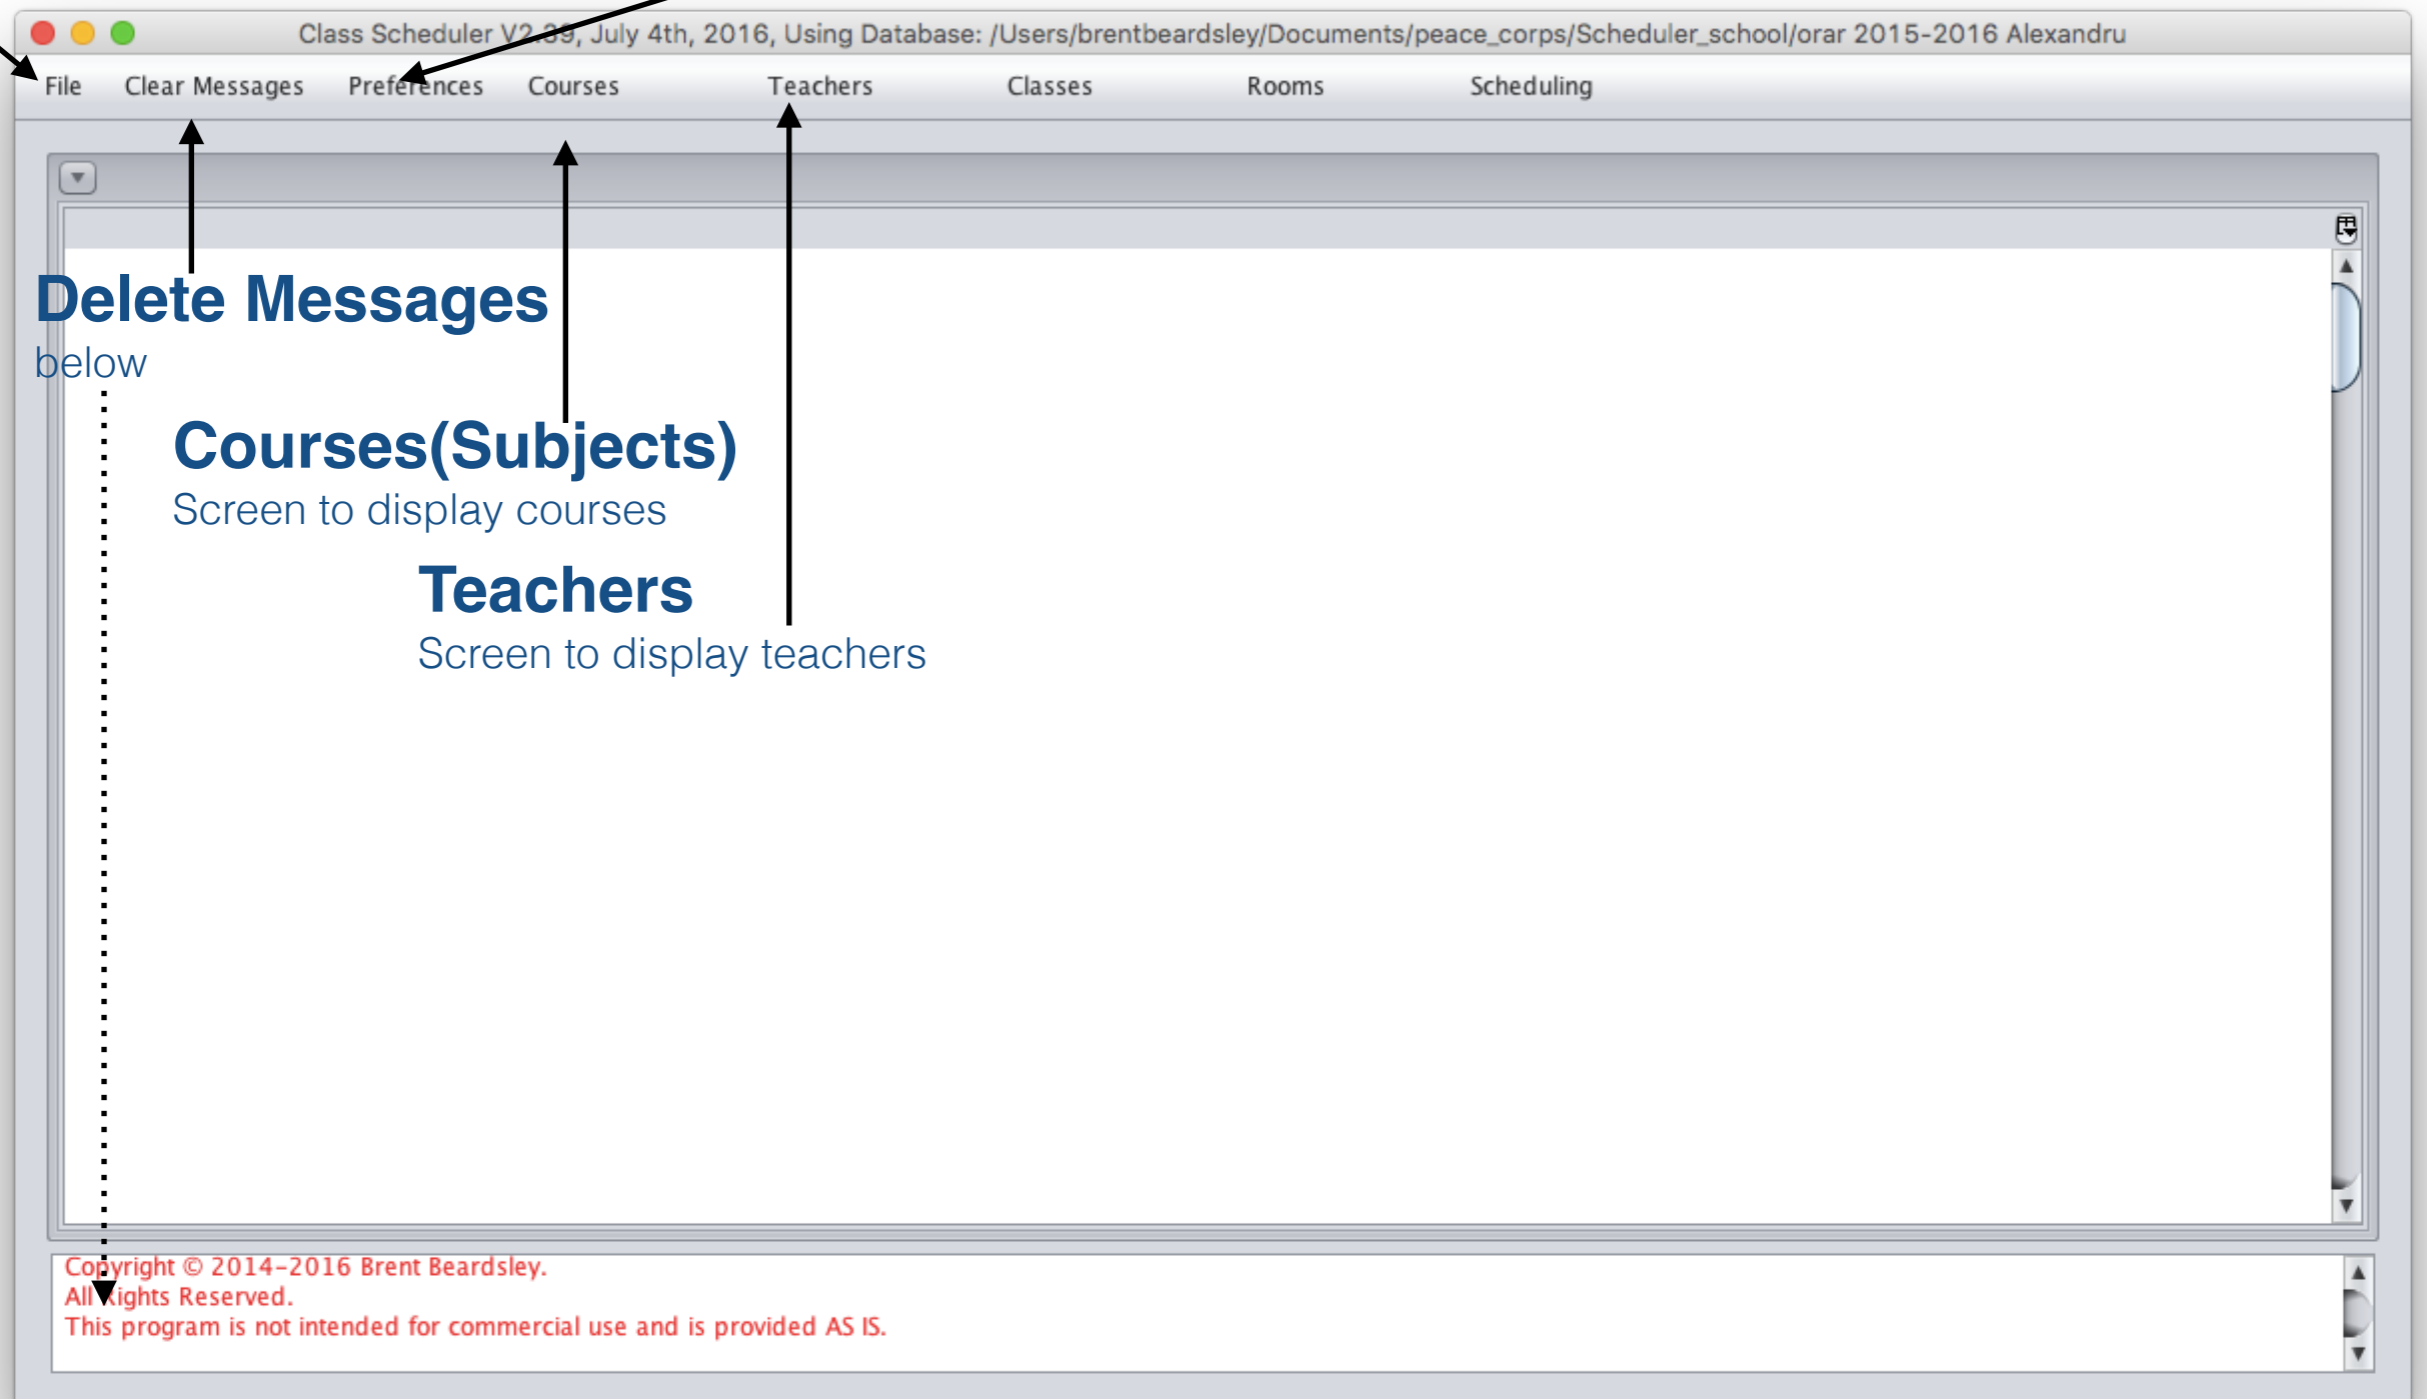 Class Scheduler V2.39, July 4th, 2016, Using Database: /Users/brentbeardsley/Documents/peace_corps/Scheduler_school/orar 2015-2016 Alexandru
File Clear Messages Preferences Courses Teachers Classes Rooms Scheduling
Delete Messages
below
Courses(Subjects)
Screen to display courses
Teachers
Screen to display teachers
Copyright © 2014-2016 Brent Beardsley.
All Rights Reserved.
This program is not intended for commercial use and is provided AS IS.